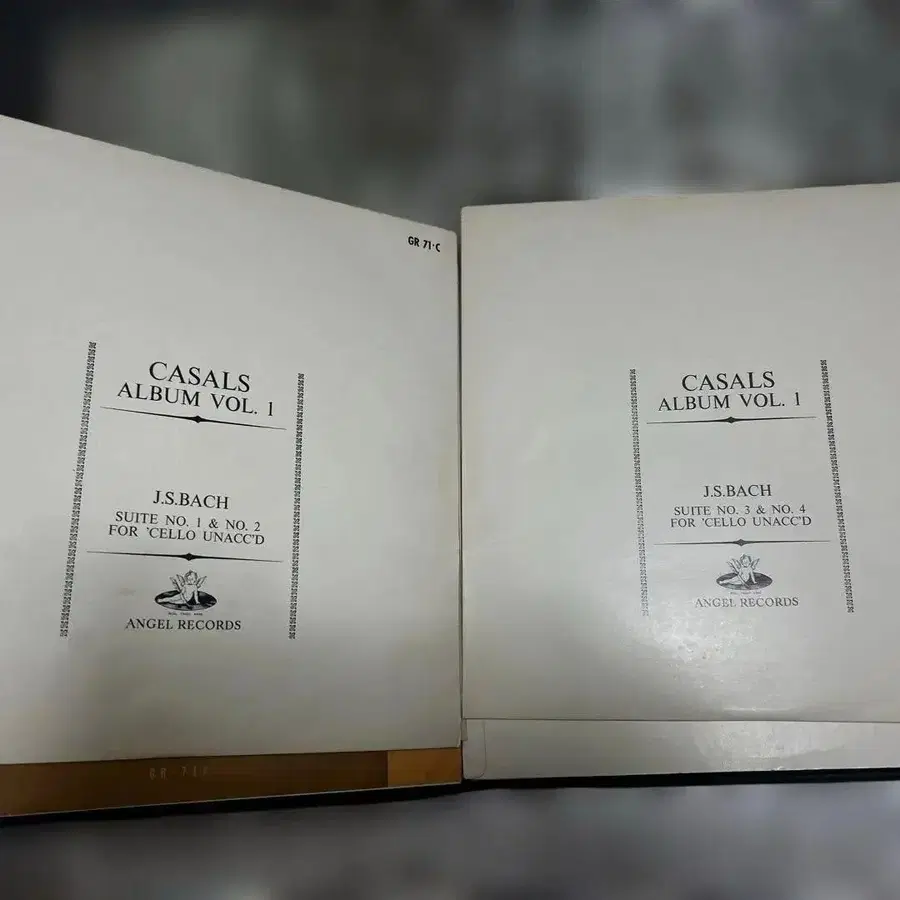 GR 71·C
CASALS
ALBUM VOL. 1
J.S.BACH
SUITE NO. 1 & NO. 2
FOR 'CELLO UNACC'D
ANGEL RECORDS
CASALS
ALBUM VOL. 1
J.S.BACH
SUITE NO. 3 & NO. 4
FOR 'CELLO UNACC'D
ANGEL RECORDS